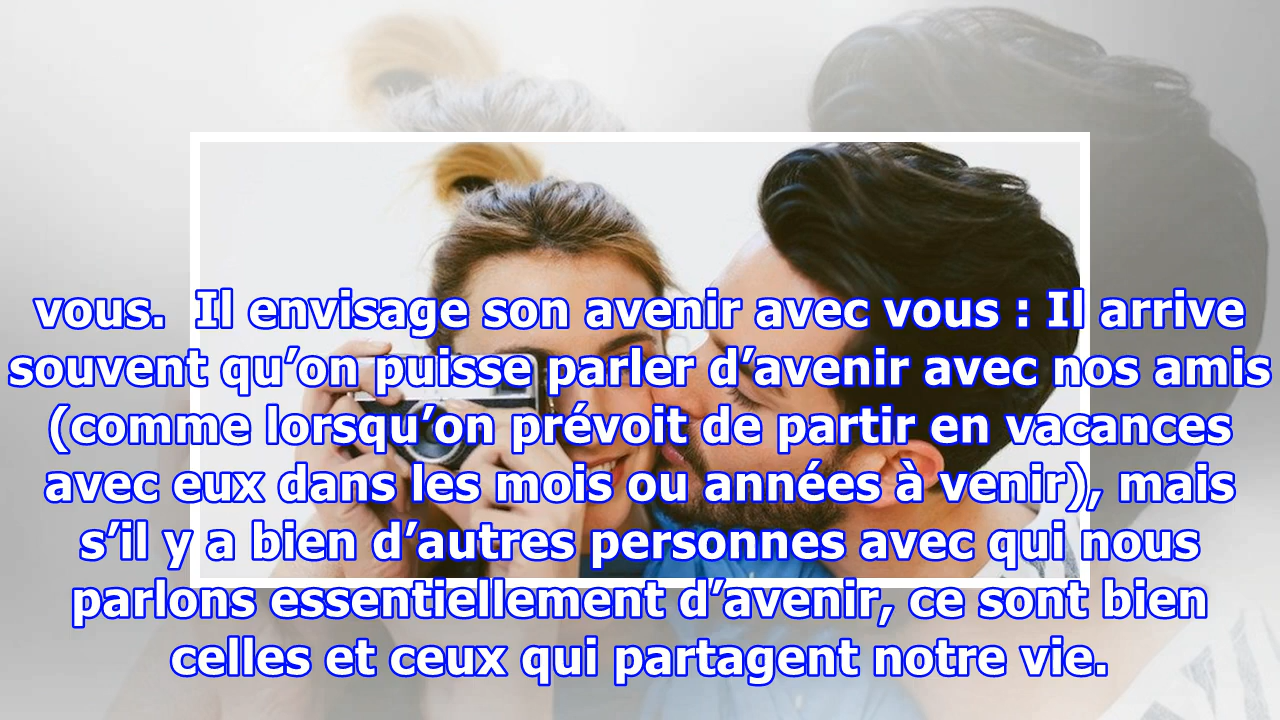 vous.  Il envisage son avenir avec vous : Il arrive
souvent qu’on puisse parler d’avenir avec nos amis
(comme lorsqu’on prévoit de partir en vacances
avec eux dans les mois ou années à venir), mais
s’il y a bien d’autres personnes avec qui nous
parlons essentiellement d’avenir, ce sont bien
celles et ceux qui partagent notre vie.